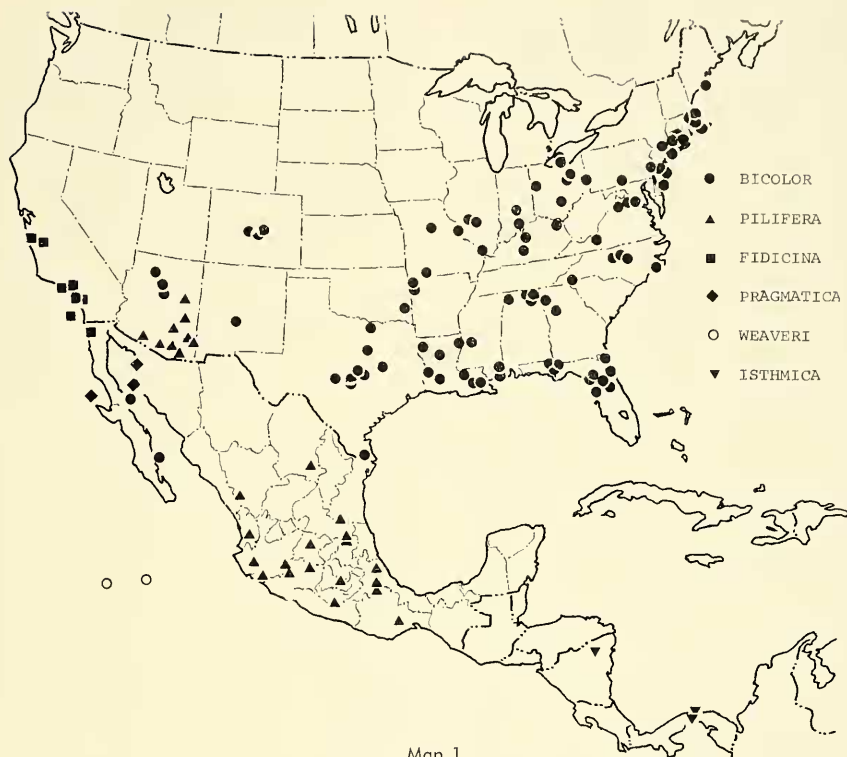 BICOLOR
PILIFERA
FIDICINA
PRAGMATICA
WEAVERI
ISTHMICA
Map 1